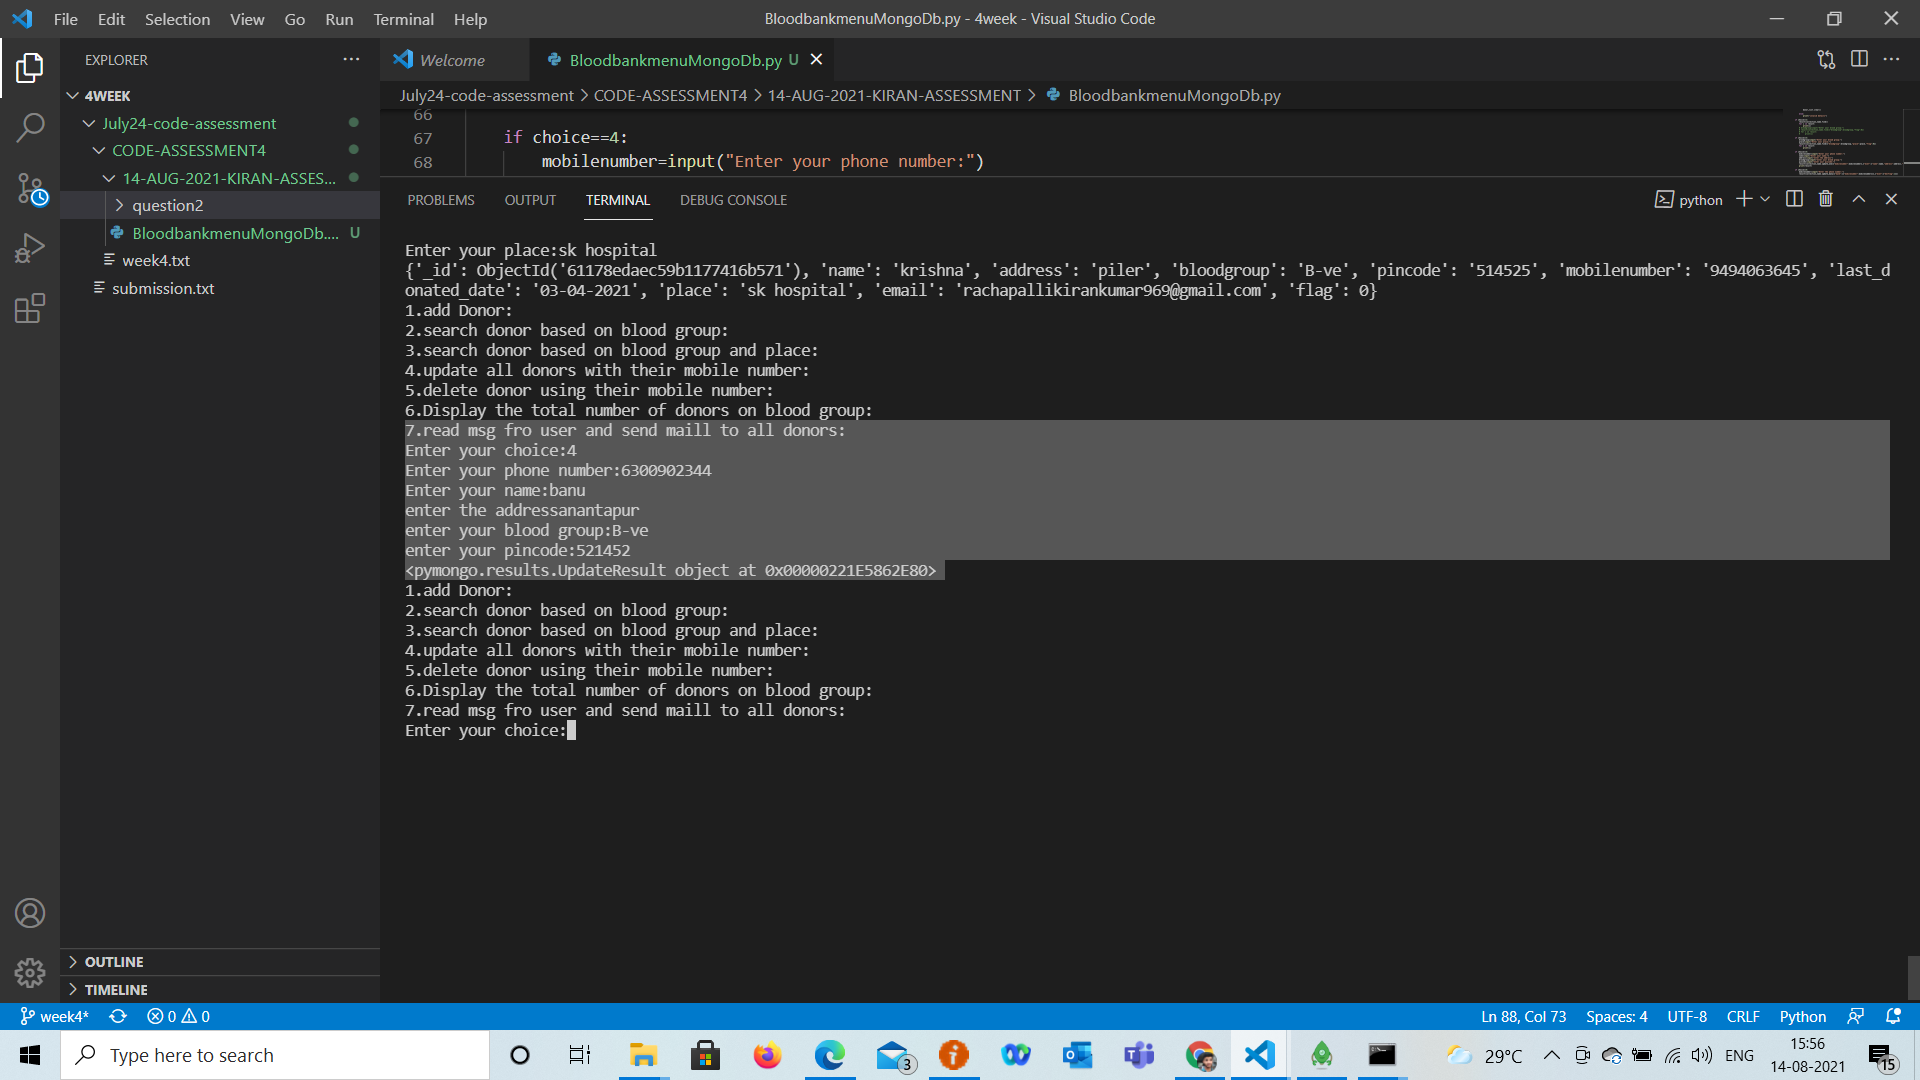 File Edit Selection View Go Run Terminal Help
BloodbankmenuMongoDb.py - 4week - Visual Studio Code
EXPLORER
Welcome
BloodbankmenuMongoDb.py U
4WEEK
July24-code-assessment
CODE-ASSESSMENT4
14-AUG-2021-KIRAN-ASSES...
question2
BloodbankmenuMongoDb.... U
week4.txt
submission.txt
OUTLINE
TIMELINE
July24-code-assessment > CODE-ASSESSMENT4 > 14-AUG-2021-KIRAN-ASSESSMENT > BloodbankmenuMongoDb.py
66
67 if choice==4:
68 mobilenumber=input("Enter your phone number:")
PROBLEMS OUTPUT TERMINAL DEBUG CONSOLE
python
Enter your place:sk hospital
{'_id': ObjectId('61178edaec59b1177416b571'), 'name': 'krishna', 'address': 'piler', 'bloodgroup': 'B-ve', 'pincode': '514525', 'mobilenumber': '9494063645', 'last_d
onated_date': '03-04-2021', 'place': 'sk hospital', 'email': 'rachapallikirankumar969@gmail.com', 'flag': 0}
1.add Donor:
2.search donor based on blood group:
3.search donor based on blood group and place:
4.update all donors with their mobile number:
5.delete donor using their mobile number:
6.Display the total number of donors on blood group:
7.read msg fro user and send maill to all donors:
Enter your choice:4
Enter your phone number:6300902344
Enter your name:banu
enter the addressanantapur
enter your blood group:B-ve
enter your pincode:521452
<pymongo.results.UpdateResult object at 0x00000221E5862E80>
1.add Donor:
2.search donor based on blood group:
3.search donor based on blood group and place:
4.update all donors with their mobile number:
5.delete donor using their mobile number:
6.Display the total number of donors on blood group:
7.read msg fro user and send maill to all donors:
Enter your choice:
week4* 0 0
Ln 88, Col 73 Spaces: 4 UTF-8 CRLF Python
Type here to search
3
29°C
ENG
15:56
14-08-2021
15